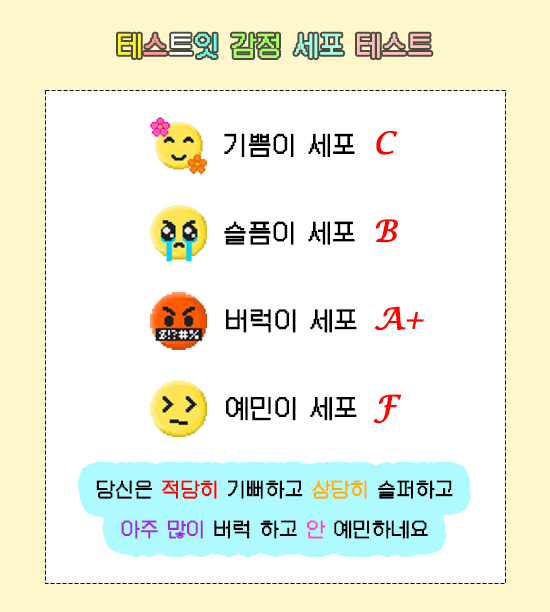 테스트잇 감정 세포 테스트
기쁨이 세포 C
슬픔이 세포 B
버럭이 세포 A+
$!?#%
예민이 세포 F
당신은 적당히 기뻐하고 상당히 슬퍼하고
아주 많이 버럭 하고 안 예민하네요